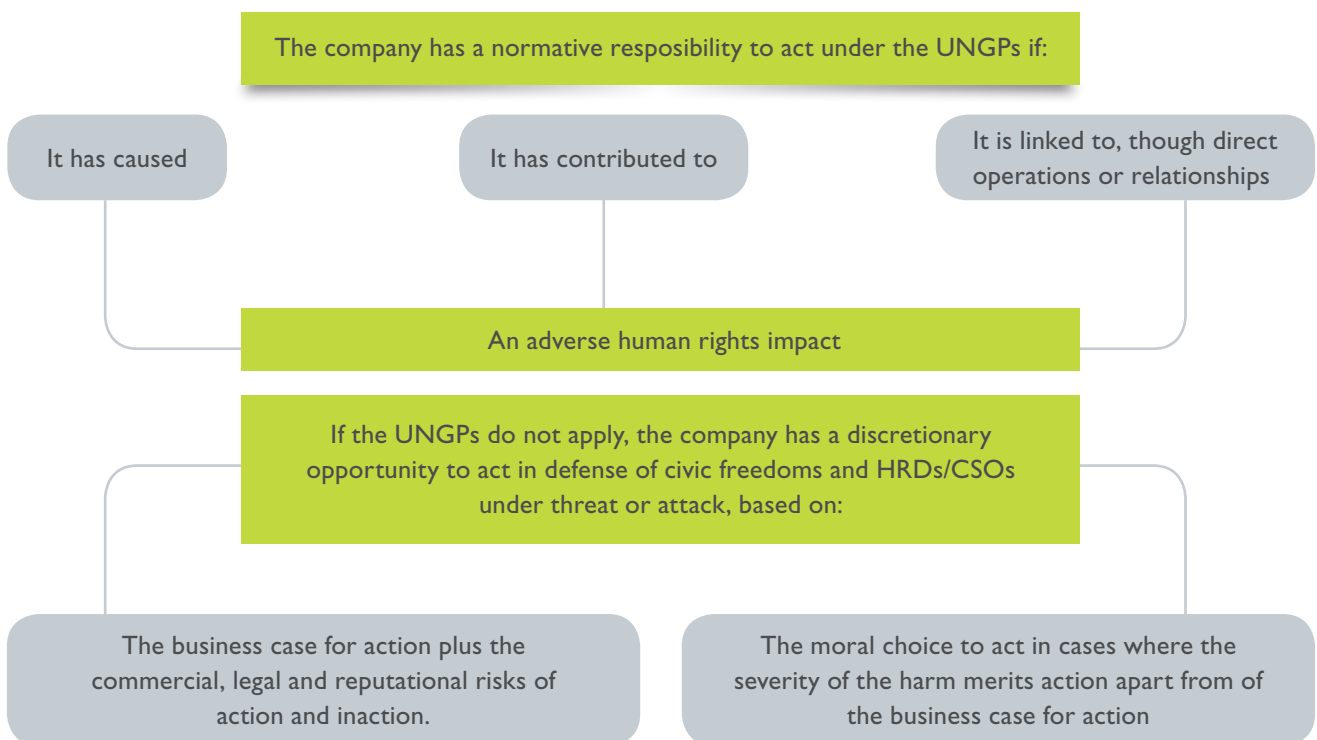 The company has a normative resposibility to act under the UNGPs if:
It has caused
It has contributed to
It is linked to, though direct
operations or relationships
An adverse human rights impact
If the UNGPs do not apply, the company has a discretionary
opportunity to act in defense of civic freedoms and HRDs/CSOs
under threat or attack, based on:
The business case for action plus the
commercial, legal and reputational risks of
action and inaction.
The moral choice to act in cases where the
severity of the harm merits action apart from of
the business case for action